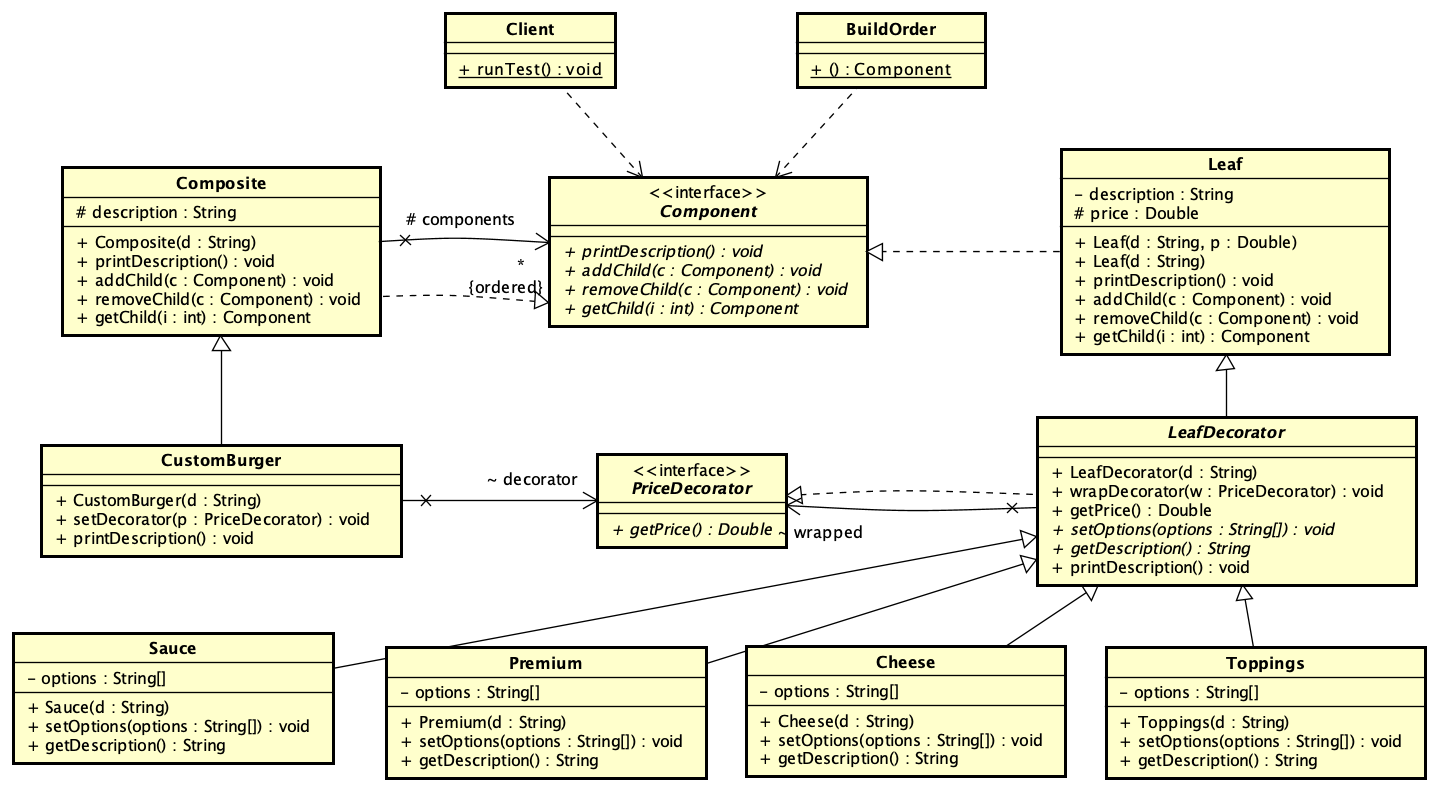 Client
+ runTest() : void
BuildOrder
+ () : Component
Composite
# description : String
+ Composite(d : String)
+ printDescription() : void
+ addChild(c : Component) : void
+ removeChild(c : Component) : void
+ getChild(i : int) : Component
# components
*
{ordered}
<<interface>>
Component
+ printDescription() : void
+ addChild(c : Component) : void
+ removeChild(c : Component) : void
+ getChild(i : int) : Component
Leaf
– description : String
# price : Double
+ Leaf(d : String, p : Double)
+ Leaf(d : String)
+ printDescription() : void
+ addChild(c : Component) : void
+ removeChild(c : Component) : void
+ getChild(i : int) : Component
CustomBurger
+ CustomBurger(d : String)
+ setDecorator(p : PriceDecorator) : void
+ printDescription() : void
~ decorator
<<interface>>
PriceDecorator
+ getPrice() : Double
~ wrapped
LeafDecorator
+ LeafDecorator(d : String)
+ wrapDecorator(w : PriceDecorator) : void
+ getPrice() : Double
+ setOptions(options : String[]) : void
+ getDescription() : String
+ printDescription() : void
Sauce
– options : String[]
+ Sauce(d : String)
+ setOptions(options : String[]) : void
+ getDescription() : String
Premium
– options : String[]
+ Premium(d : String)
+ setOptions(options : String[]) : void
+ getDescription() : String
Cheese
– options : String[]
+ Cheese(d : String)
+ setOptions(options : String[]) : void
+ getDescription() : String
Toppings
– options : String[]
+ Toppings(d : String)
+ setOptions(options : String[]) : void
+ getDescription() : String